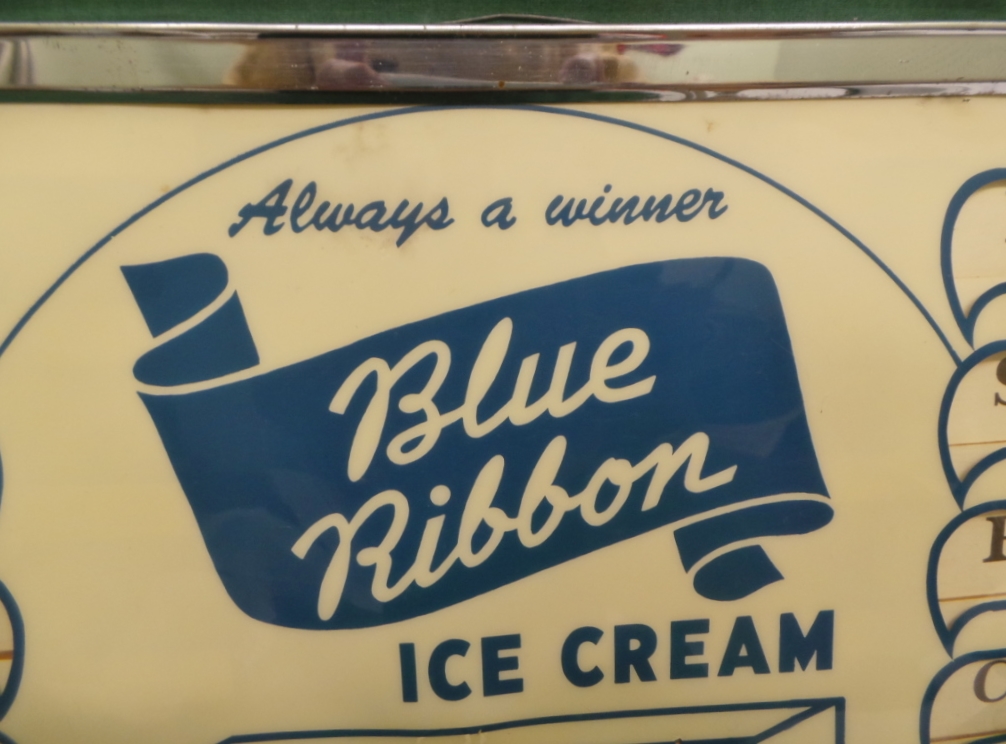 Always a winner
Blue
Ribbon
ICE CREAM